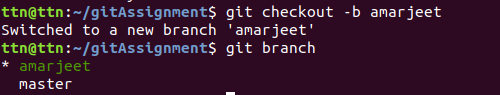 ttn@ttn:~/gitAssignment$ git checkout -b amarjeet
Switched to a new branch 'amarjeet'
ttn@ttn:~/gitAssignment$ git branch
* amarjeet
  master